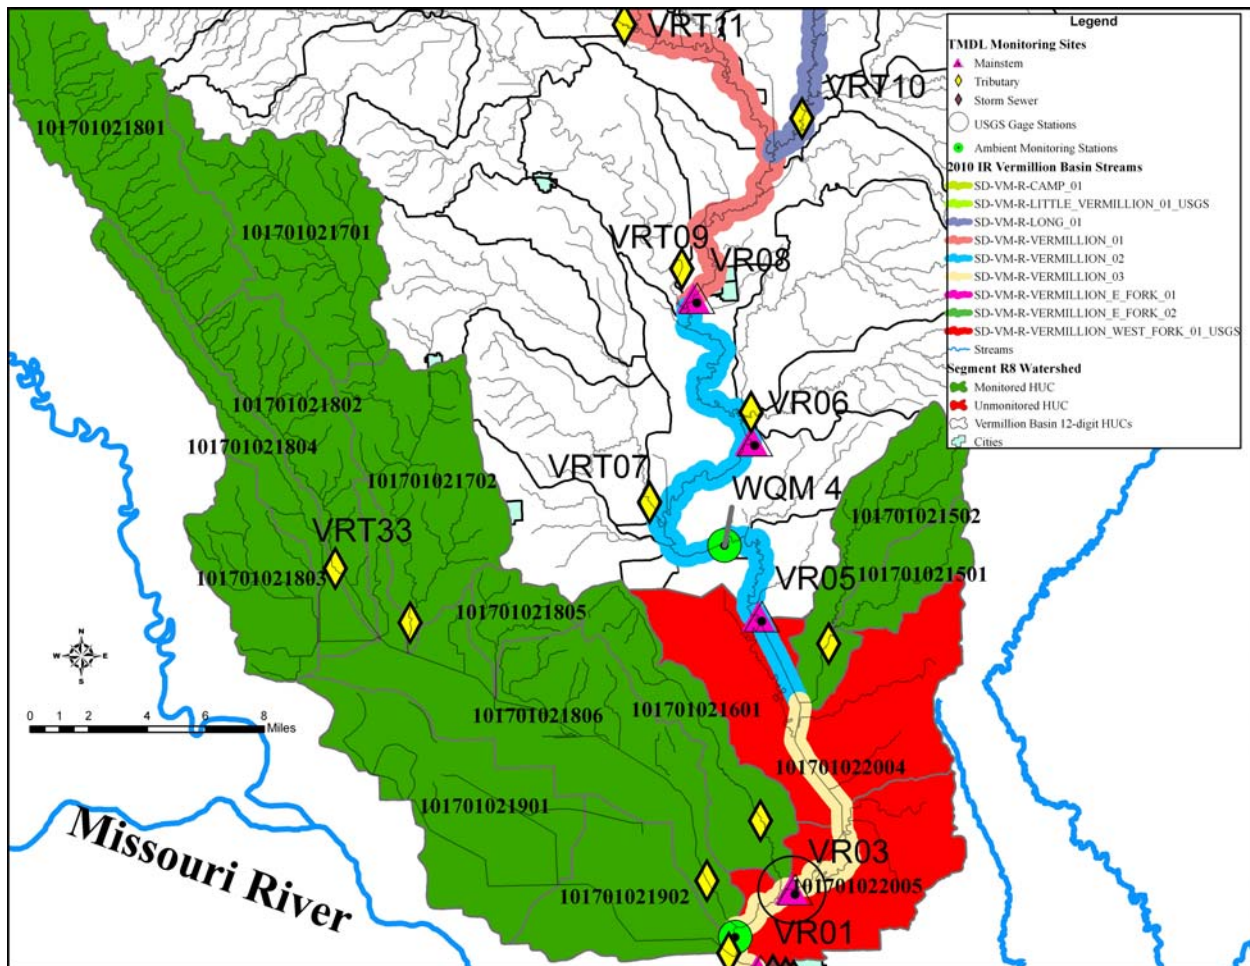 VRT11
VRT10
Legend
TMDL Monitoring Sites
Mainstem
Tributary
Storm Sewer
USGS Gage Stations
Ambient Monitoring Stations
2010 IR Vermillion Basin Streams
SD-VM-R-CAMP_01
SD-VM-R-LITTLE_VERMILLION_01_USGS
SD-VM-R-LONG_01
SD-VM-R-VERMILLION_01
SD-VM-R-VERMILLION_02
SD-VM-R-VERMILLION_03
SD-VM-R-VERMILLION_E_FORK_01
SD-VM-R-VERMILLION_E_FORK_02
SD-VM-R-VERMILLION_WEST_FORK_01_USGS
Streams
Segment R8 Watershed
Monitored HUC
Unmonitored HUC
Vermillion Basin 12-digit HUCs
Cities
101701021801
101701021701
VRT09
VR08
101701021802
VR06
101701021804
VRT07
101701021702
WQM 4
101701021502
VRT33
101701021803
101701021501
VR05
101701021805
N
W E
S
101701021601
101701021806
0 1 2 4 6 8
Miles
101701022004
101701021901
Missouri River
VR03
101701022005
101701021902
VR01